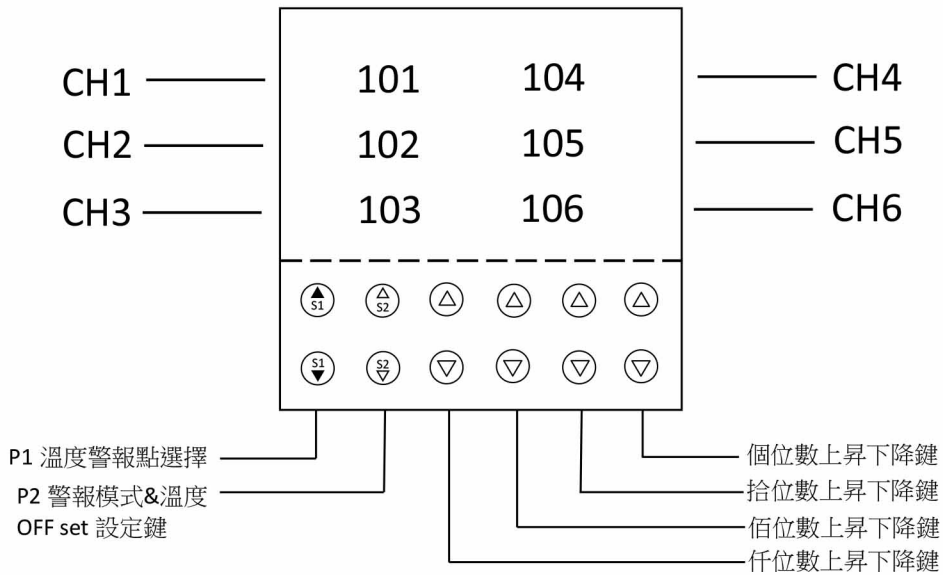 CH1 101 104 CH4
CH2 102 105 CH5
CH3 103 106 CH6
S1 S2
S1 S2
P1 溫度警報點選擇
P2 警報模式&溫度
OFF set 設定鍵
個位數上昇下降鍵
拾位數上昇下降鍵
佰位數上昇下降鍵
仟位數上昇下降鍵